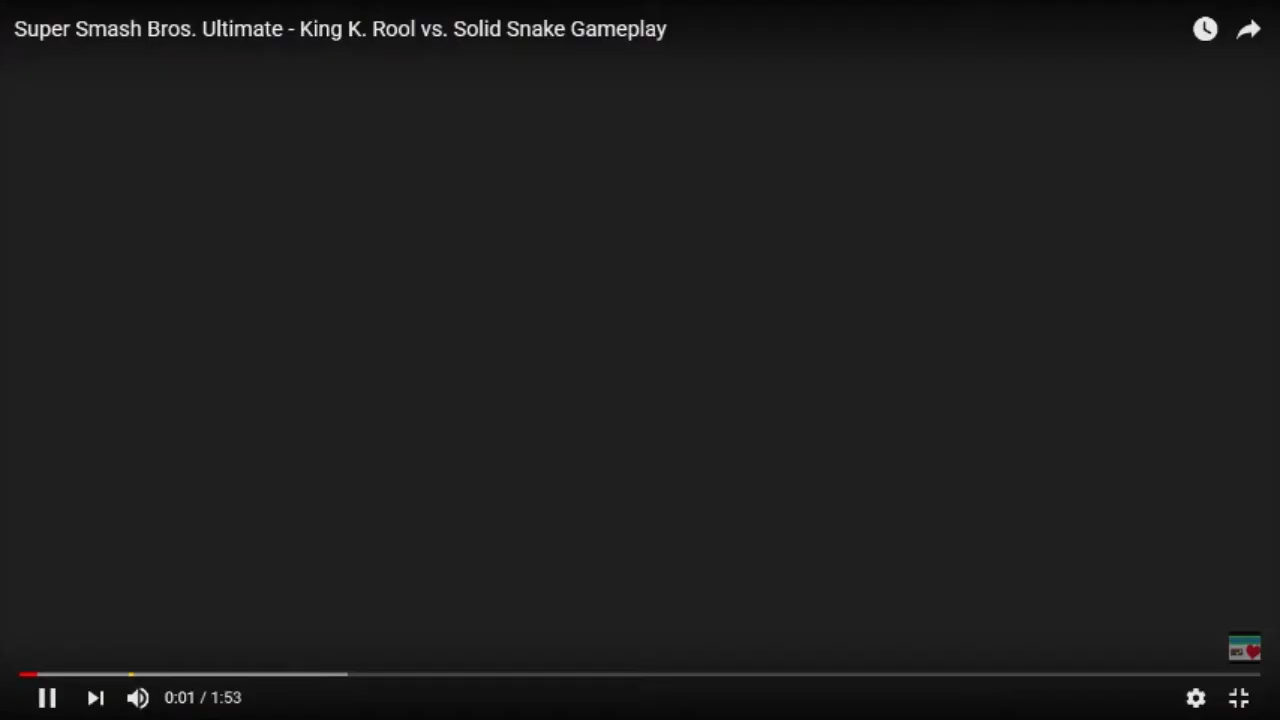 Super Smash Bros. Ultimate - King K. Rool vs. Solid Snake Gameplay
0:01 / 1:53